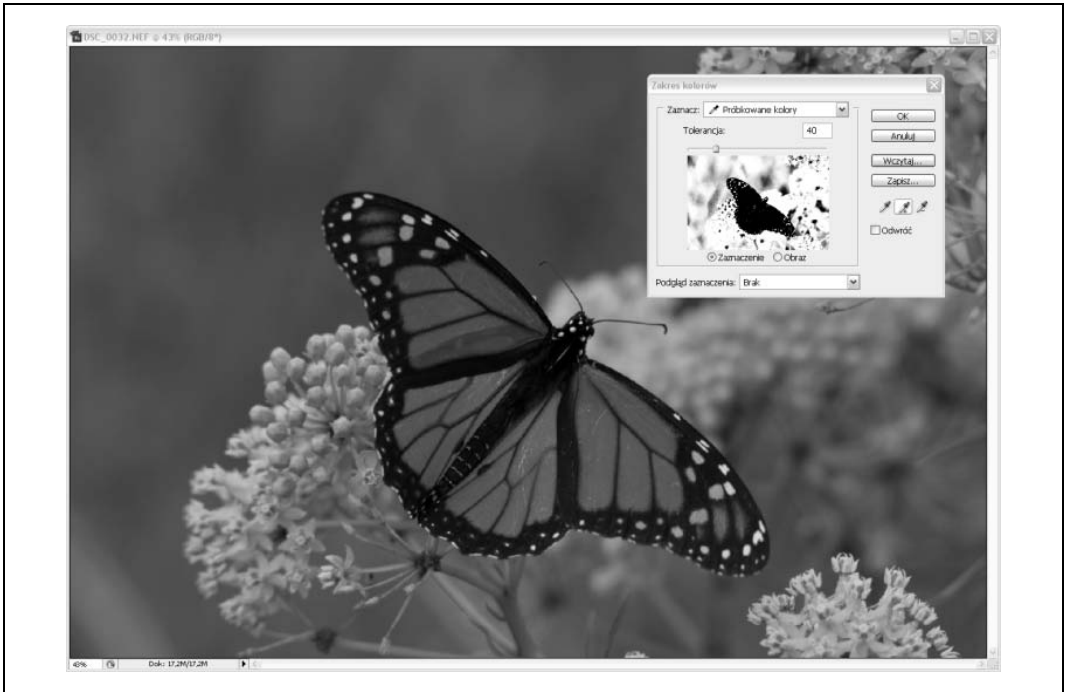 DSC_0032.NEF @ 43% (RGB/8*)
Zakres kolorów
Zaznacz: Próbkowane kolory
Tolerancja: 40
OK
Anuluj
Wczytaj...
Zapisz...
Odwróć
Zaznaczenie Obraz
Podgląd zaznaczenia: Brak
43% Dok: 17,2M/17,2M